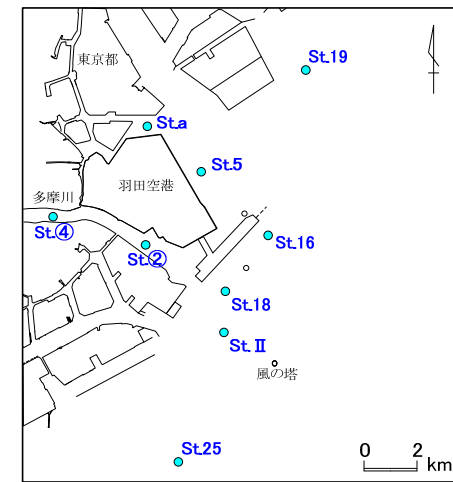 東京都
St.19
St.a
St.5
羽田空港
多摩川
St.④
St.②
St.16
St.18
St.Ⅱ
風の塔
St.25
0 2
km